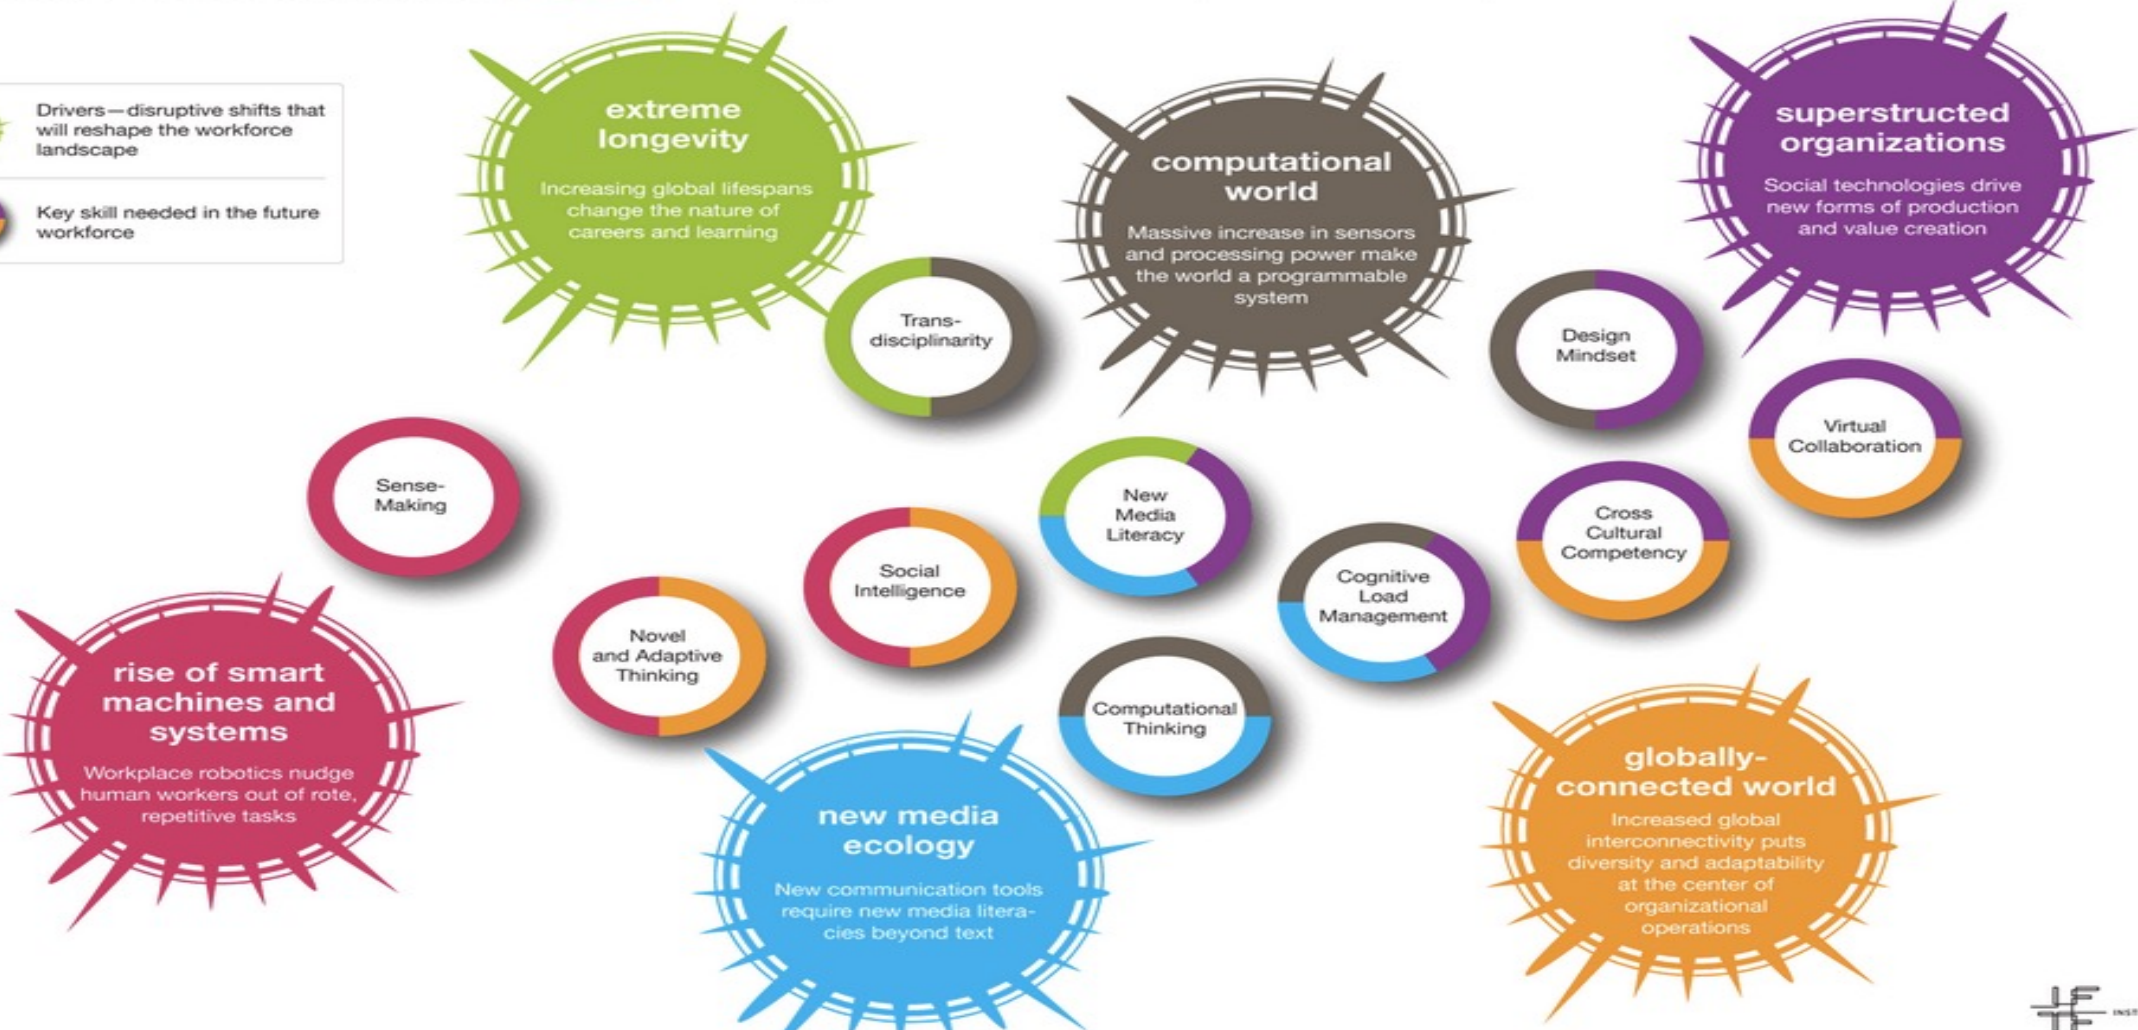 Drivers—disruptive shifts that
will reshape the workforce
landscape
Key skill needed in the future
workforce
extreme
longevity
Increasing global lifespans
change the nature of
careers and learning
computational
world
Massive increase in sensors
and processing power make
the world a programmable
system
superstructed
organizations
Social technologies drive
new forms of production
and value creation
Trans-
disciplinarity
Design
Mindset
Virtual
Collaboration
Sense-
Making
New
Media
Literacy
Cross
Cultural
Competency
Social
Intelligence
Cognitive
Load
Management
Novel
and Adaptive
Thinking
Computational
Thinking
rise of smart
machines and
systems
Workplace robotics nudge
human workers out of rote,
repetitive tasks
new media
ecology
New communication tools
require new media litera-
cies beyond text
globally-
connected world
Increased global
interconnectivity puts
diversity and adaptability
at the center of
organizational
operations